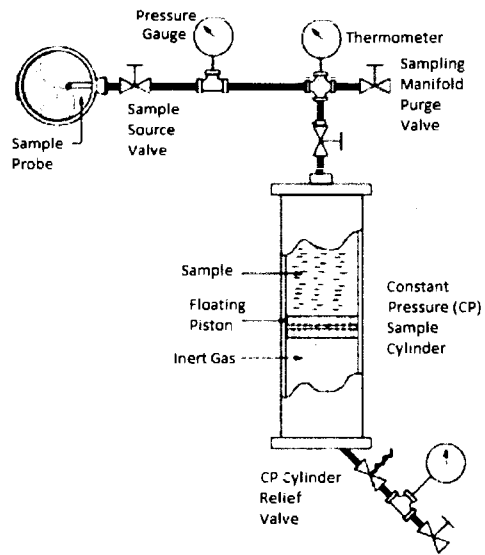 Pressure
Gauge
Thermometer
Sampling
Manifold
Purge
Valve
Sample
Source
Valve
Sample
Probe
Sample
Floating
Piston
Inert Gas
Constant
Pressure (CP)
Sample
Cylinder
CP Cylinder
Relief
Valve